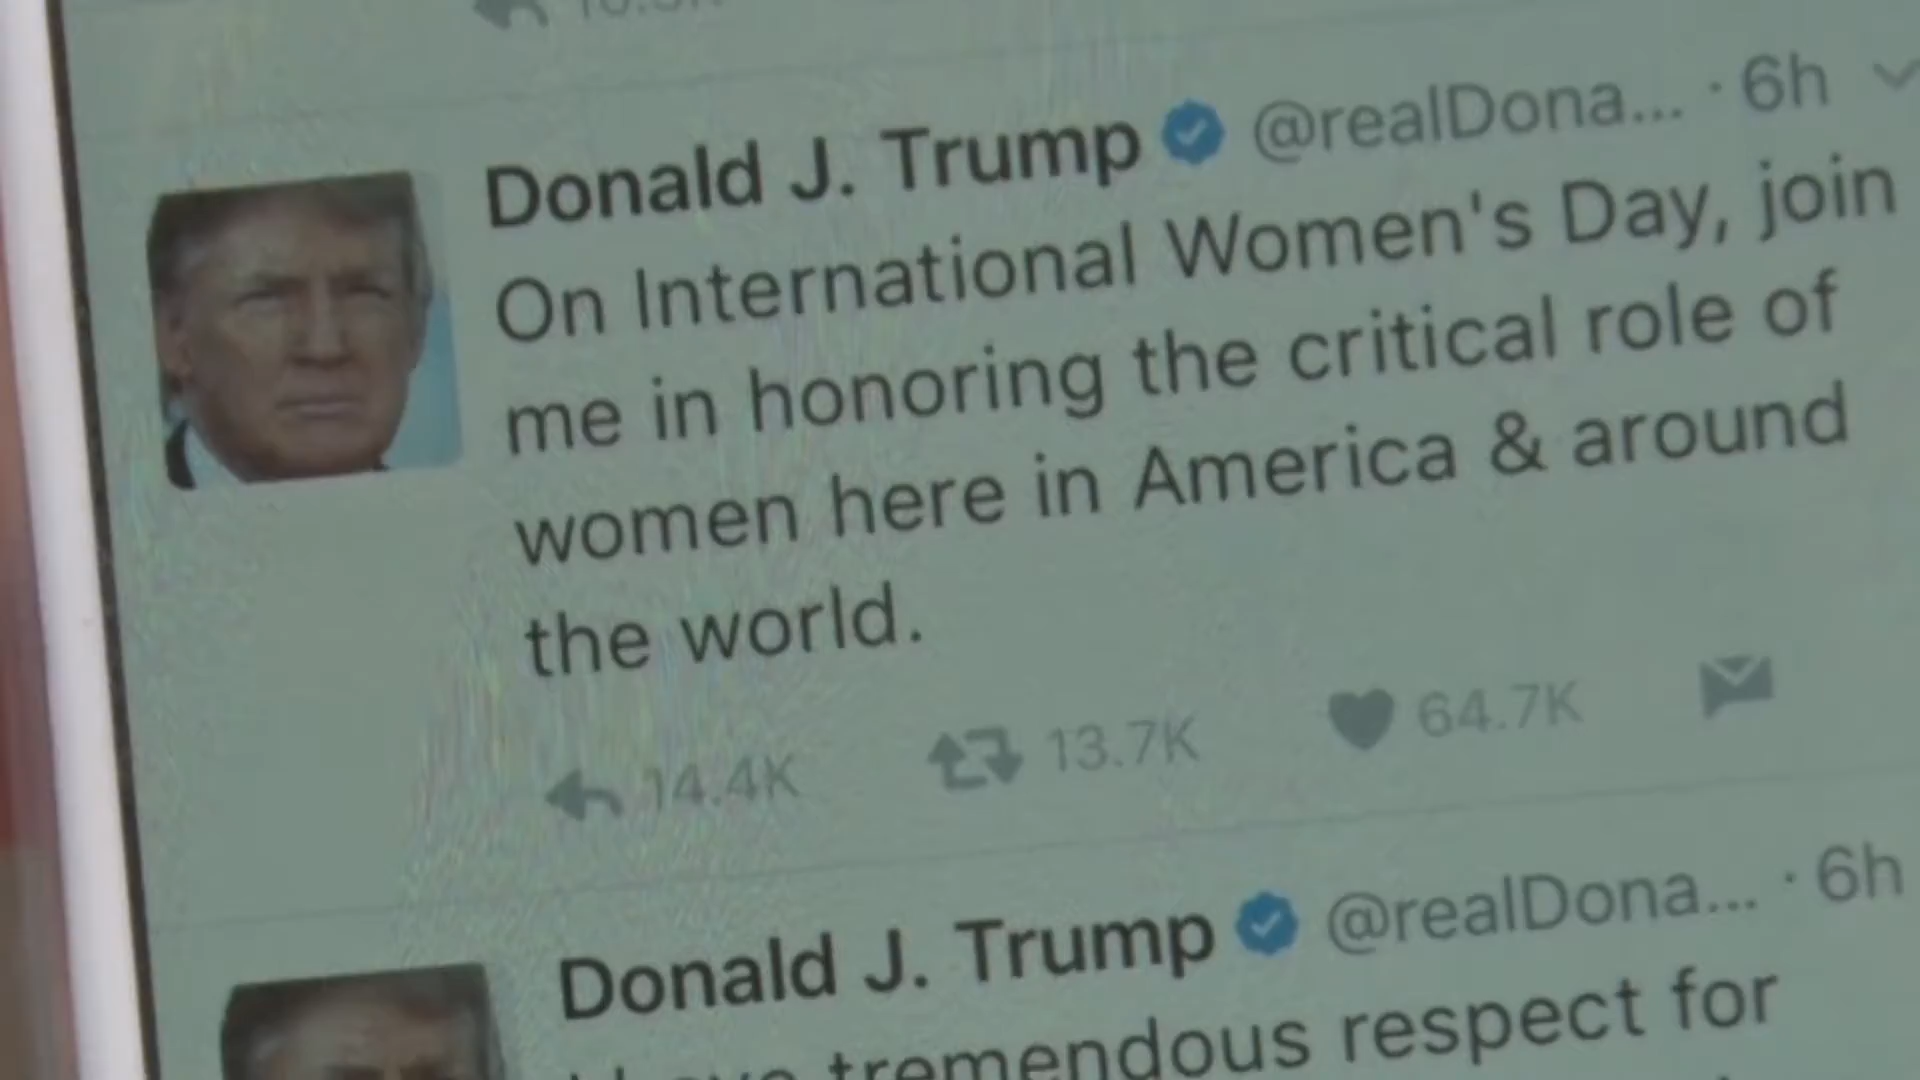 Donald J. Trump @realDona... · 6h
On International Women's Day, join
me in honoring the critical role of
women here in America & around
the world.
14.4K 13.7K 64.7K
Donald J. Trump @realDona... · 6h
tremendous respect for